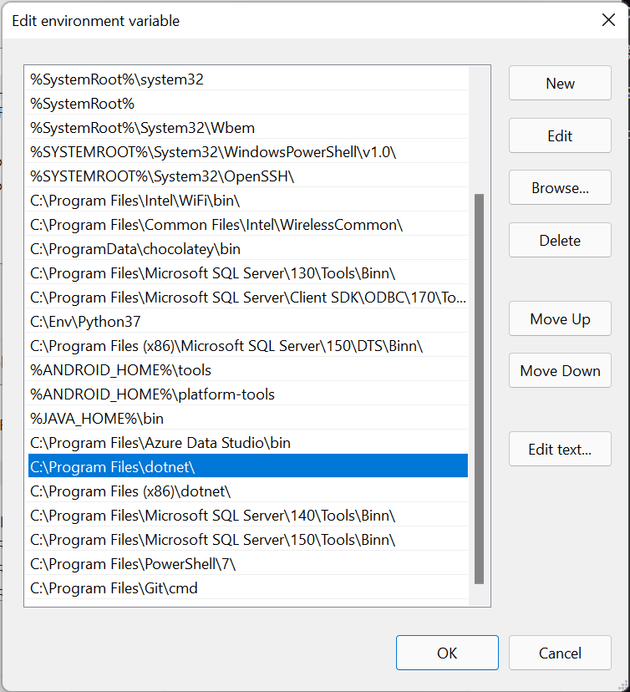 Edit environment variable
%SystemRoot%\system32
%SystemRoot%
%SystemRoot%\System32\Wbem
%SYSTEMROOT%\System32\WindowsPowerShell\v1.0\
%SYSTEMROOT%\System32\OpenSSH\
C:\Program Files\Intel\WiFi\bin\
C:\Program Files\Common Files\Intel\WirelessCommon\
C:\ProgramData\chocolatey\bin
C:\Program Files\Microsoft SQL Server\130\Tools\Binn\
C:\Program Files\Microsoft SQL Server\Client SDK\ODBC\170\To...
C:\Env\Python37
C:\Program Files (x86)\Microsoft SQL Server\150\DTS\Binn\
%ANDROID_HOME%\tools
%ANDROID_HOME%\platform-tools
%JAVA_HOME%\bin
C:\Program Files\Azure Data Studio\bin
C:\Program Files\dotnet\
C:\Program Files (x86)\dotnet\
C:\Program Files\Microsoft SQL Server\140\Tools\Binn\
C:\Program Files\Microsoft SQL Server\150\Tools\Binn\
C:\Program Files\PowerShell\7\
C:\Program Files\Git\cmd
New
Edit
Browse...
Delete
Move Up
Move Down
Edit text...
OK
Cancel